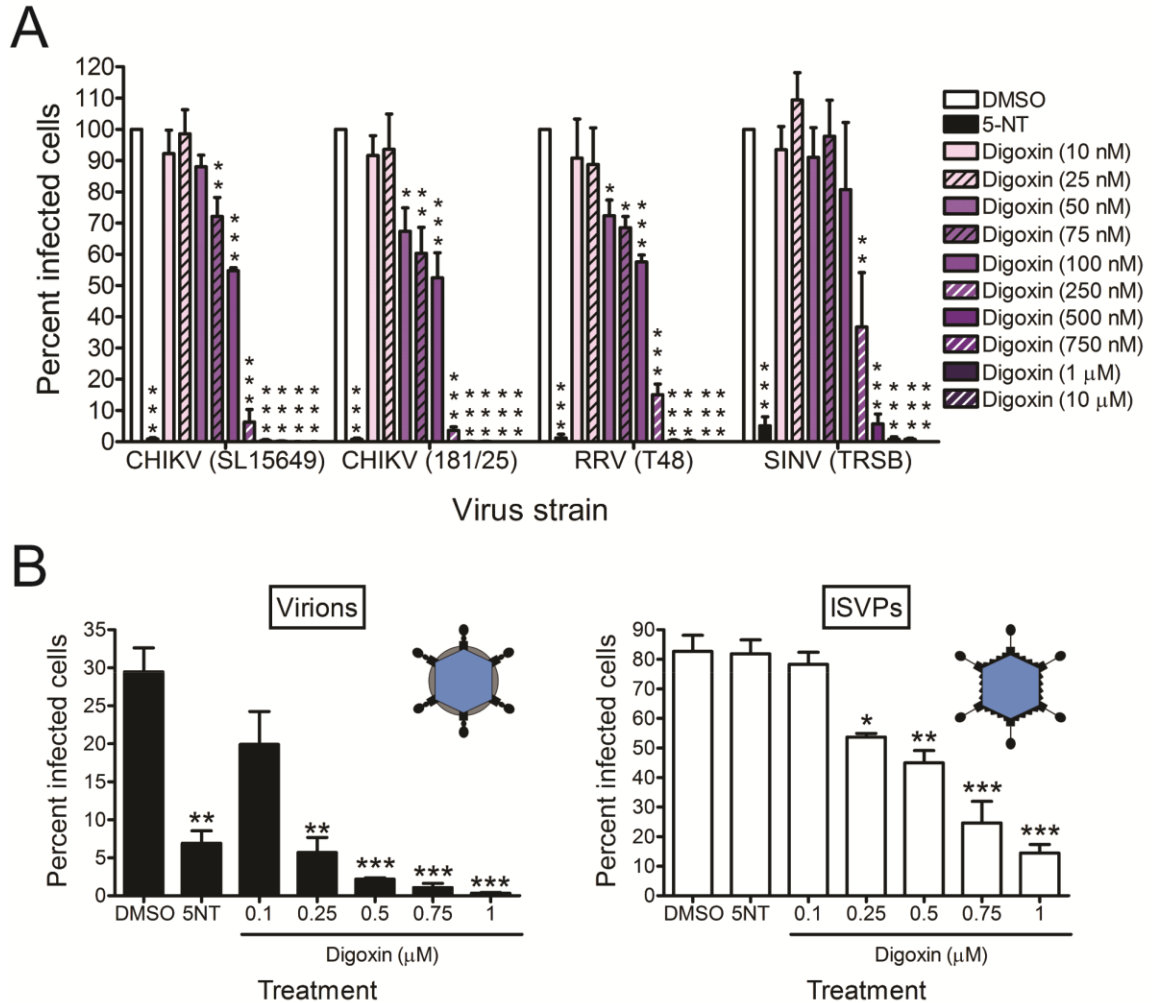 A
Percent infected cells
120
110
100
90
80
70
60
50
40
30
20
10
0
*** ** *** *** *** *** *** ***
*** * ** *** *** *** *** *** ***
*** * * *** *** *** *** *** ***
*** ** *** *** ***
CHIKV (SL15649) CHIKV (181/25) RRV (T48) SINV (TRSB)
Virus strain
DMSO
5-NT
Digoxin (10 nM)
Digoxin (25 nM)
Digoxin (50 nM)
Digoxin (75 nM)
Digoxin (100 nM)
Digoxin (250 nM)
Digoxin (500 nM)
Digoxin (750 nM)
Digoxin (1 μM)
Digoxin (10 μM)
B
Virions
Percent infected cells
35
30
25
20
15
10
5
0
** ** *** *** ***
DMSO 5NT 0.1 0.25 0.5 0.75 1
Digoxin (μM)
Treatment
ISVPs
Percent infected cells
90
80
70
60
50
40
30
20
10
0
* ** *** ***
DMSO 5NT 0.1 0.25 0.5 0.75 1
Digoxin (μM)
Treatment